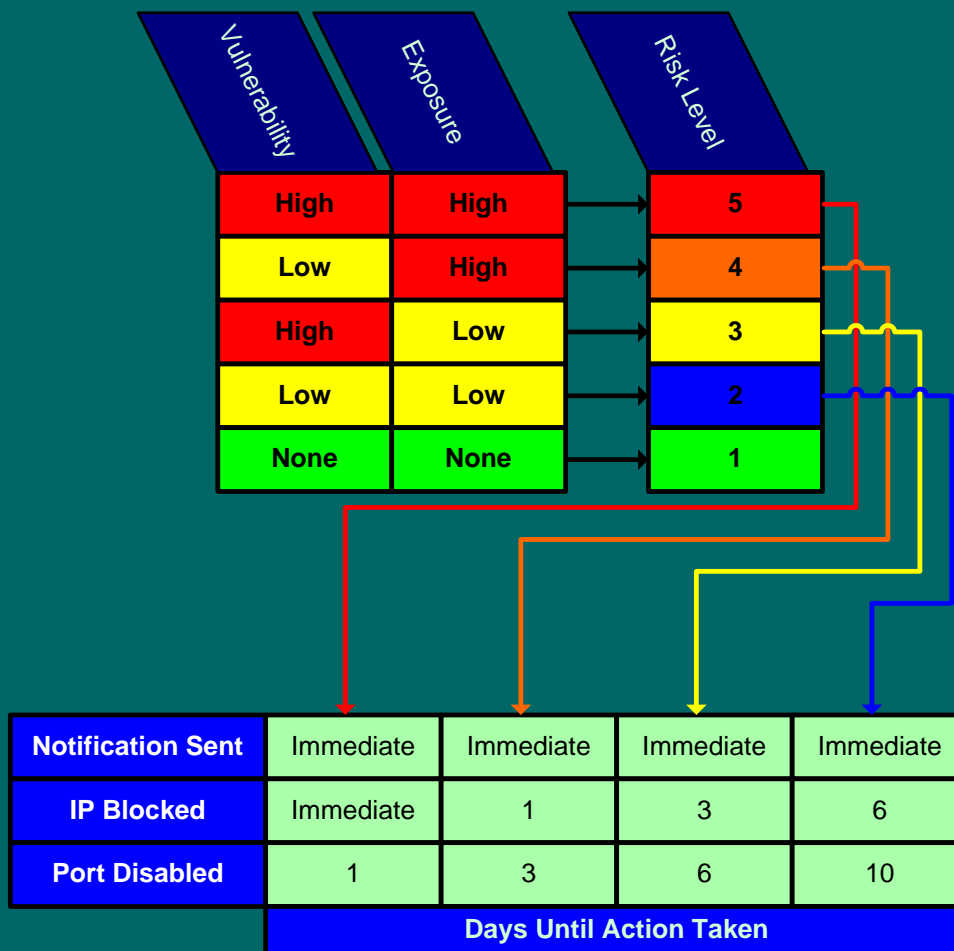 Vulnerability Exposure Risk Level
High High 5
Low High 4
High Low 3
Low Low 2
None None 1
Notification Sent Immediate Immediate Immediate Immediate
IP Blocked Immediate 1 3 6
Port Disabled 1 3 6 10
Days Until Action Taken